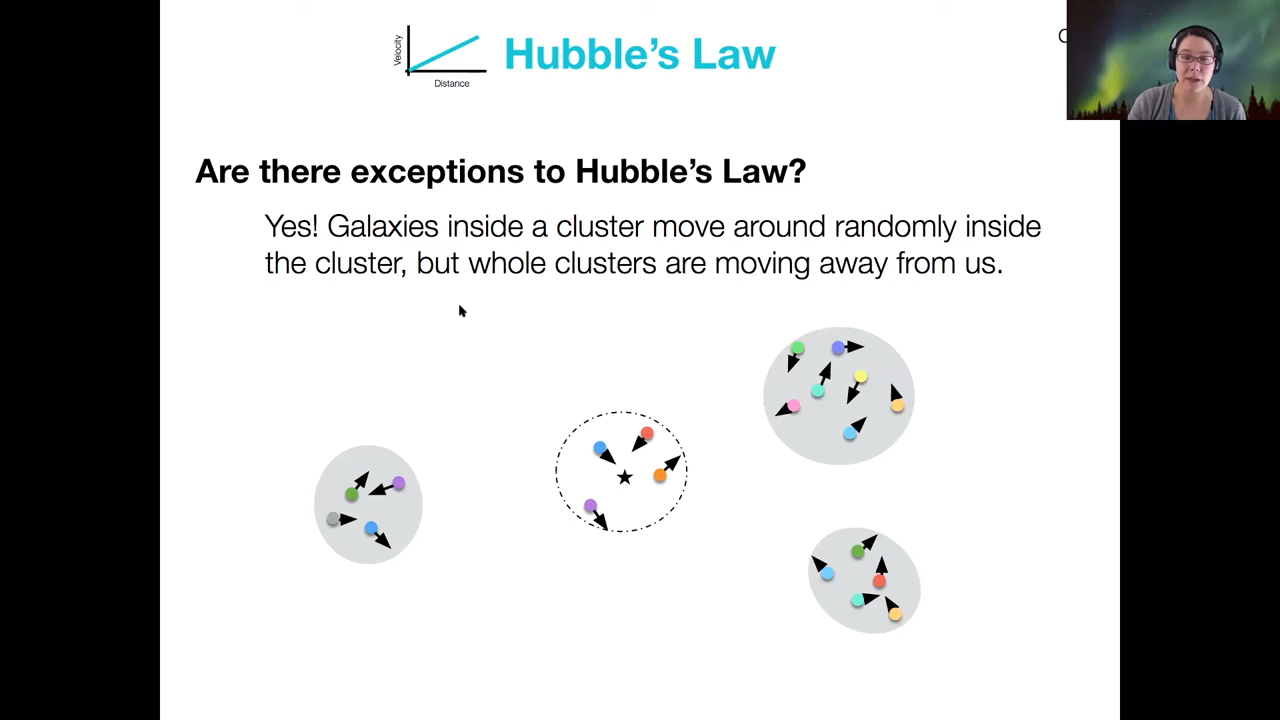 Velocity
Distance
Hubble’s Law
Are there exceptions to Hubble’s Law?
Yes! Galaxies inside a cluster move around randomly inside
the cluster, but whole clusters are moving away from us.